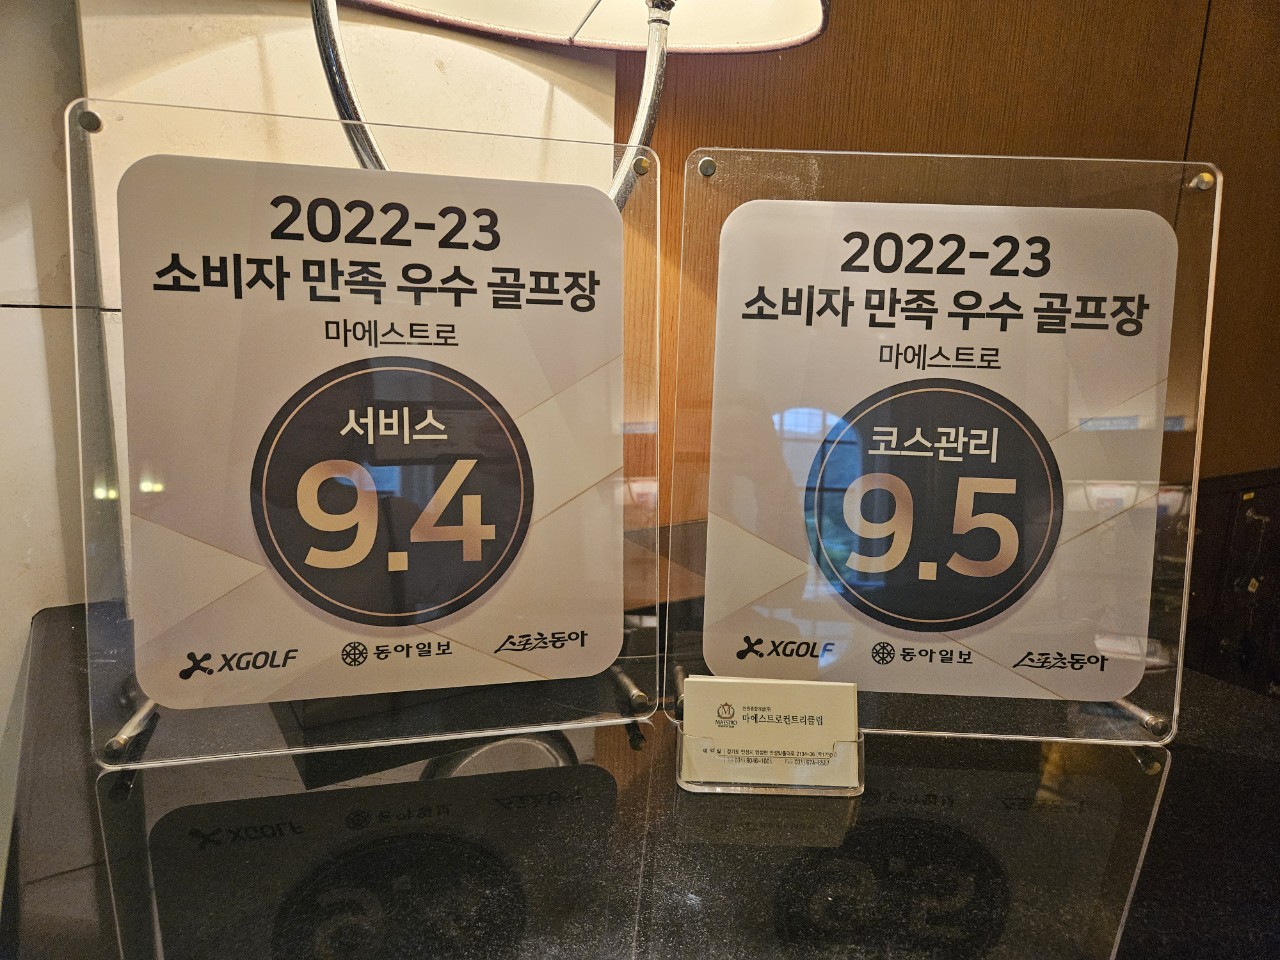 2022-23
소비자 만족 우수 골프장
마에스트로
서비스
9.4
XGOLF 동아일보 스포츠동아
2022-23
소비자 만족 우수 골프장
마에스트로
코스관리
9.5
XGOLF 동아일보 스포츠동아
MAESTRO
마에스트로컨트리클럽